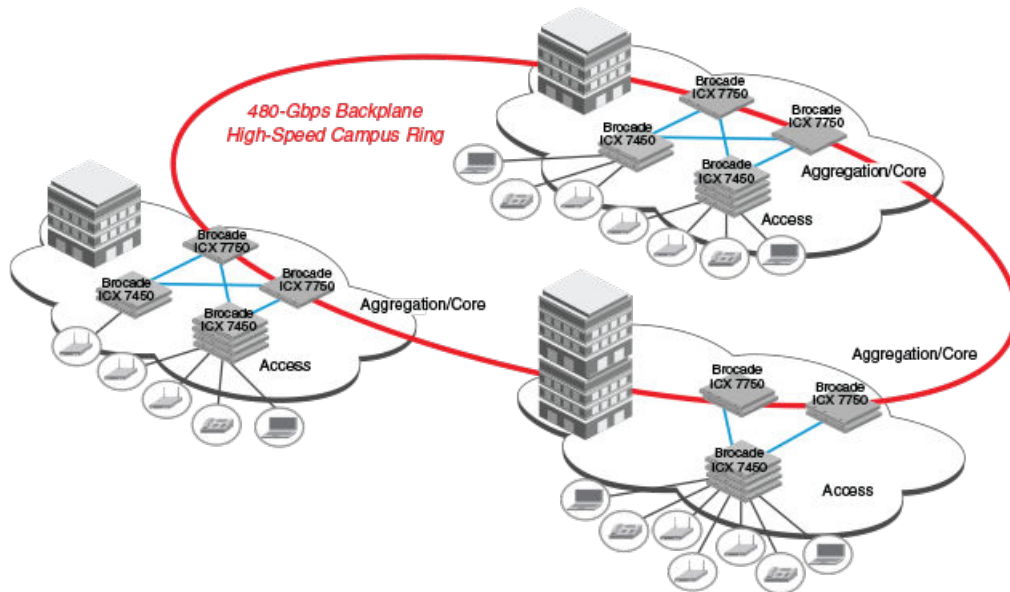 480-Gbps Backplane
High-Speed Campus Ring
Brocade
ICX 7750
Brocade
ICX 7750
Brocade
ICX 7450
Brocade
ICX 7450
Aggregation/Core
Access
Brocade
ICX 7750
Brocade
ICX 7750
Brocade
ICX 7450
Brocade
ICX 7450
Aggregation/Core
Access
Aggregation/Core
Brocade
ICX 7750
Brocade
ICX 7750
Brocade
ICX 7450
Access